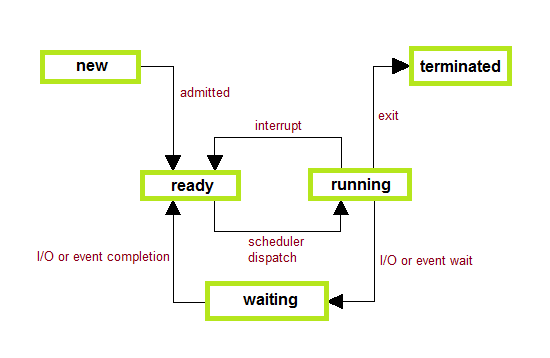 new
terminated
admitted
exit
interrupt
ready
running
scheduler
dispatch
I/O or event completion
I/O or event wait
waiting